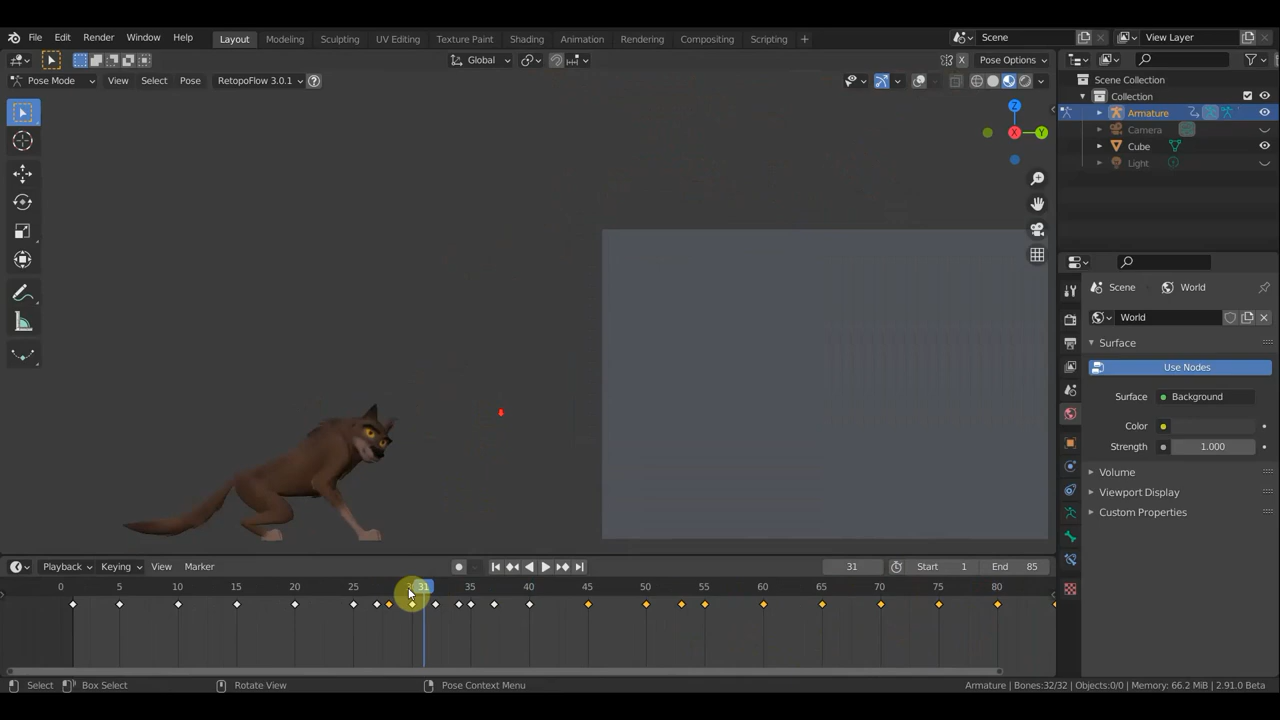 File Edit Render Window Help Layout Modeling Sculpting UV Editing Texture Paint Shading Animation Rendering Compositing Scripting + Scene View Layer
Global X Pose Options
Pose Mode View Select Pose RetopoFlow 3.0.1 ?
Scene Collection
Collection
Armature
Camera
Cube
Light
Z
X
Y
Scene World
World
Surface
Use Nodes
Surface Background
Color
Strength 1.000
Volume
Viewport Display
Custom Properties
Playback Keying View Marker 31 Start 1 End 85
0 5 10 15 20 25 31 35 40 45 50 55 60 65 70 75 80
Select Box Select Rotate View Pose Context Menu Armature | Bones:32/32 | Objects:0/0 | Memory: 66.2 MiB | 2.91.0 Beta